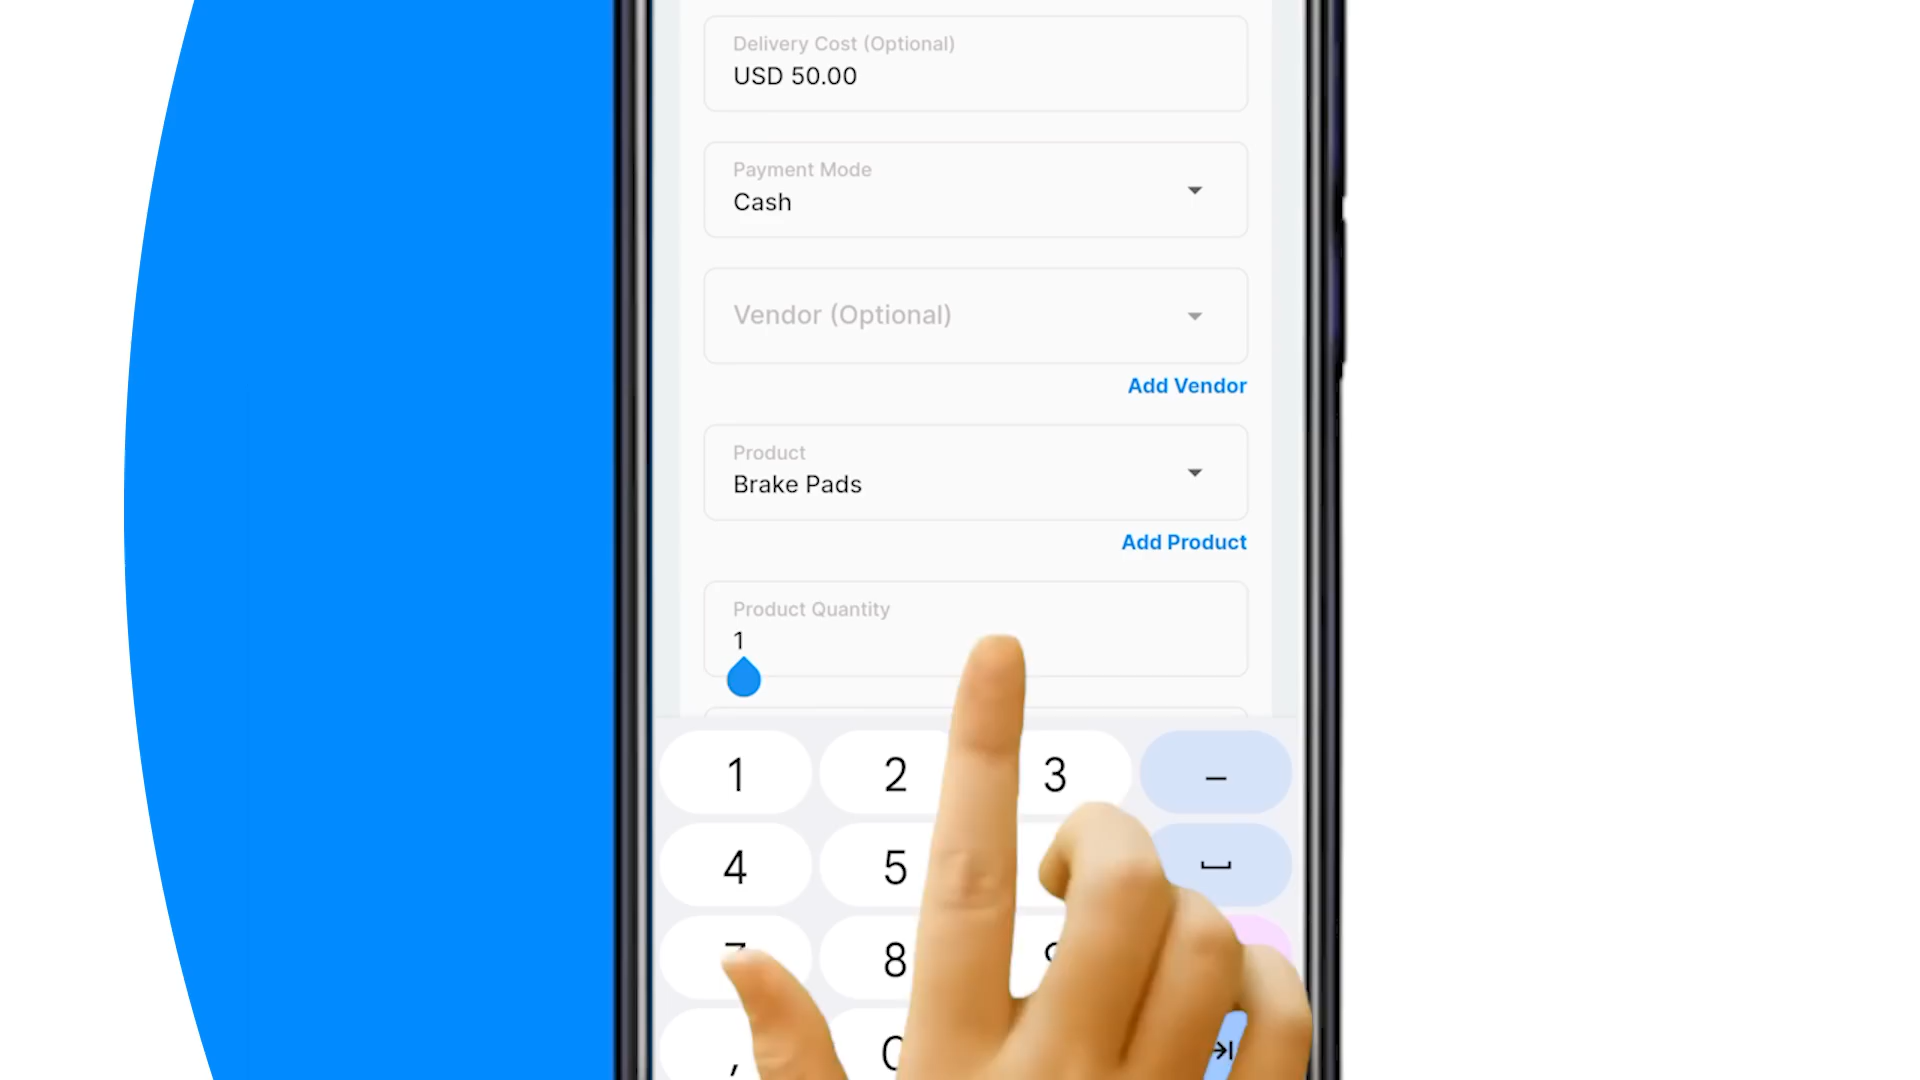 Delivery Cost (Optional)
USD 50.00
Payment Mode
Cash
Vendor (Optional)
Add Vendor
Product
Brake Pads
Add Product
Product Quantity
1
1 2 3 –
4 5
8
, 0